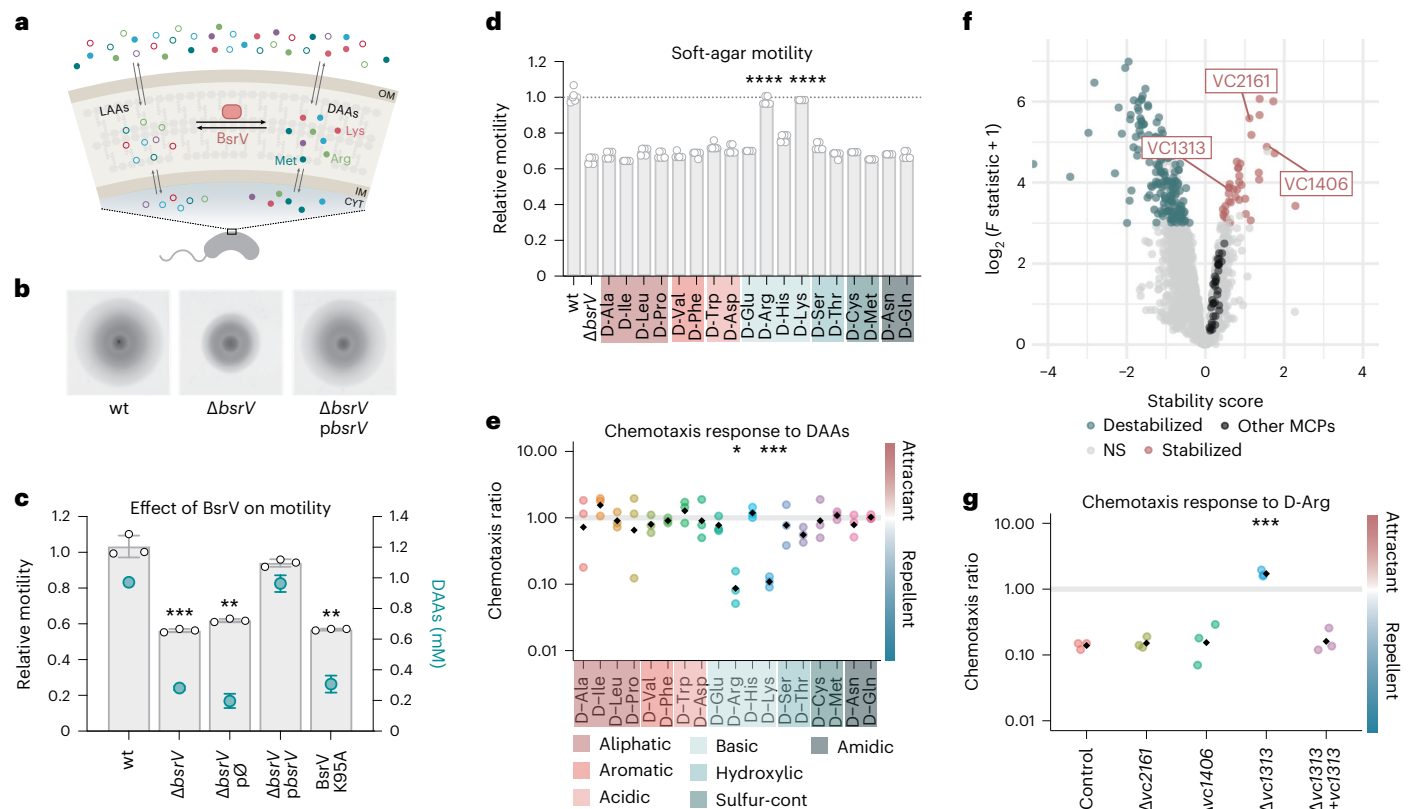 a
OM
LAAs
DAAs
BsrV
Lys
Met
Arg
IM
CYT
b
wt
ΔbsrV
ΔbsrV
pbsrV
c
Effect of BsrV on motility
Relative motility
1.2
1.0
0.8
0.6
0.4
0.2
0
***
**
**
1.4
1.2
1.0
0.8
0.6
0.4
0.2
0
DAAs (mM)
wt
ΔbsrV
ΔbsrV
pØ
ΔbsrV
pbsrV
BsrV
K95A
d
Soft-agar motility
Relative motility
1.2
1.0
0.8
0.6
0.4
0.2
0
**** ****
wt
ΔbsrV
D-Ala
D-Ile
D-Leu
D-Pro
D-Val
D-Phe
D-Trp
D-Asp
D-Glu
D-Arg
D-His
D-Lys
D-Ser
D-Thr
D-Cys
D-Met
D-Asn
D-Gln
e
Chemotaxis response to DAAs
* ***
Chemotaxis ratio
10.00
1.00
0.10
0.01
Attractant
Repellent
D-Ala
D-Ile
D-Leu
D-Pro
D-Val
D-Phe
D-Trp
D-Asp
D-Glu
D-Arg
D-His
D-Lys
D-Ser
D-Thr
D-Cys
D-Met
D-Asn
D-Gln
Aliphatic
Basic
Amidic
Aromatic
Hydroxylic
Acidic
Sulfur-cont
f
log2 (F statistic + 1)
6
4
2
0
VC2161
VC1313
VC1406
−4
−2
0
2
4
Stability score
Destabilized
Other MCPs
NS
Stabilized
g
Chemotaxis response to D-Arg
***
Chemotaxis ratio
10.00
1.00
0.10
0.01
Attractant
Repellent
Control
Δvc2161
Δvc1406
Δvc1313
Δvc1313
+vc1313